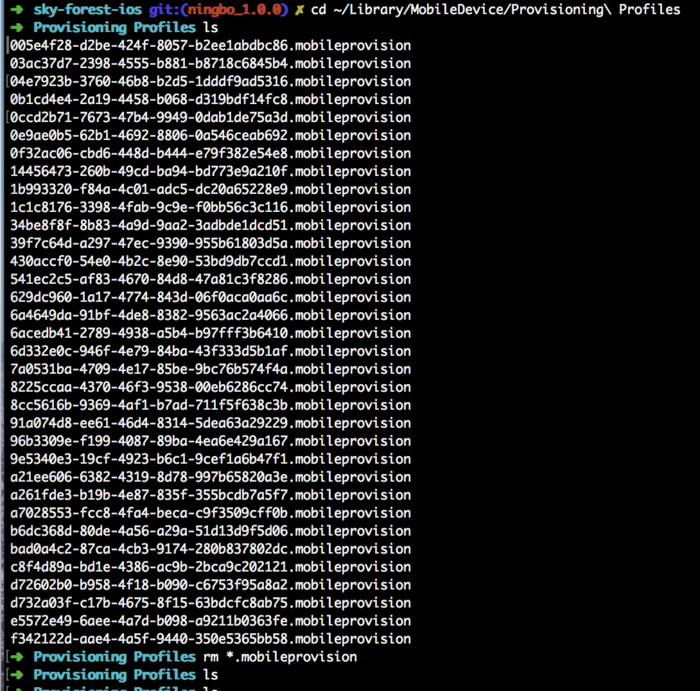 ➜ sky-forest-ios git:(ningbo_1.0.0) ✗ cd ~/Library/MobileDevice/Provisioning\ Profiles
➜ Provisioning Profiles ls
005e4f28-d2be-424f-8057-b2ee1abdbc86.mobileprovision
03ac37d7-2398-4555-b881-b8718c6845b4.mobileprovision
04e7923b-3760-46b8-b2d5-1dddf9ad5316.mobileprovision
0b1cd4e4-2a19-4458-b068-d319bdf14fc8.mobileprovision
0ccd2b71-7673-47b4-9949-0dab1de75a3d.mobileprovision
0e9ae0b5-62b1-4692-8806-0a546ceab692.mobileprovision
0f32ac06-cbd6-448d-b444-e79f382e54e8.mobileprovision
14456473-260b-49cd-ba94-bd773e9a210f.mobileprovision
1b993320-f84a-4c01-adc5-dc20a65228e9.mobileprovision
1c1c8176-3398-4fab-9c9e-f0bb56c3c116.mobileprovision
34be8f8f-8b83-4a9d-9aa2-3adbde1dcd51.mobileprovision
39f7c64d-a297-47ec-9390-955b61803d5a.mobileprovision
430accf0-54e0-4b2c-8e90-53bd9db7ccd1.mobileprovision
541ec2c5-af83-4670-84d8-47a81c3f8286.mobileprovision
629dc960-1a17-4774-843d-06f0aca0aa6c.mobileprovision
6a4649da-91bf-4de8-8382-9563ac2a4066.mobileprovision
6acedb41-2789-4938-a5b4-b97fff3b6410.mobileprovision
6d332e0c-946f-4e79-84ba-43f333d5b1af.mobileprovision
7a0531ba-4709-4e17-85be-9bc76b574f4a.mobileprovision
8225ccaa-4370-46f3-9538-00eb6286cc74.mobileprovision
8cc5616b-9369-4af1-b7ad-711f5f638c3b.mobileprovision
91a074d8-ee61-46d4-8314-5dea63a29229.mobileprovision
96b3309e-f199-4087-89ba-4ea6e429a167.mobileprovision
9e5340e3-19cf-4923-b6c1-9cef1a6b47f1.mobileprovision
a21ee606-6382-4319-8d78-997b65820a3e.mobileprovision
a261fde3-b19b-4e87-835f-355bcdb7a5f7.mobileprovision
a7028553-fcc8-4fa4-beca-c9f3509cff0b.mobileprovision
b6dc368d-80de-4a56-a29a-51d13d9f5d06.mobileprovision
bad0a4c2-87ca-4cb3-9174-280b837802dc.mobileprovision
c8f4d89a-bd1e-4386-ac9b-2bca9c202121.mobileprovision
d72602b0-b958-4f18-b090-c6753f95a8a2.mobileprovision
d732a03f-c17b-4675-8f15-63bdcfc8ab75.mobileprovision
e5572e49-6aee-4a7d-b098-a9211b0363fe.mobileprovision
f342122d-aae4-4a5f-9440-350e5365bb58.mobileprovision
➜ Provisioning Profiles rm *.mobileprovision
➜ Provisioning Profiles ls
➜ Provisioning Profiles ls